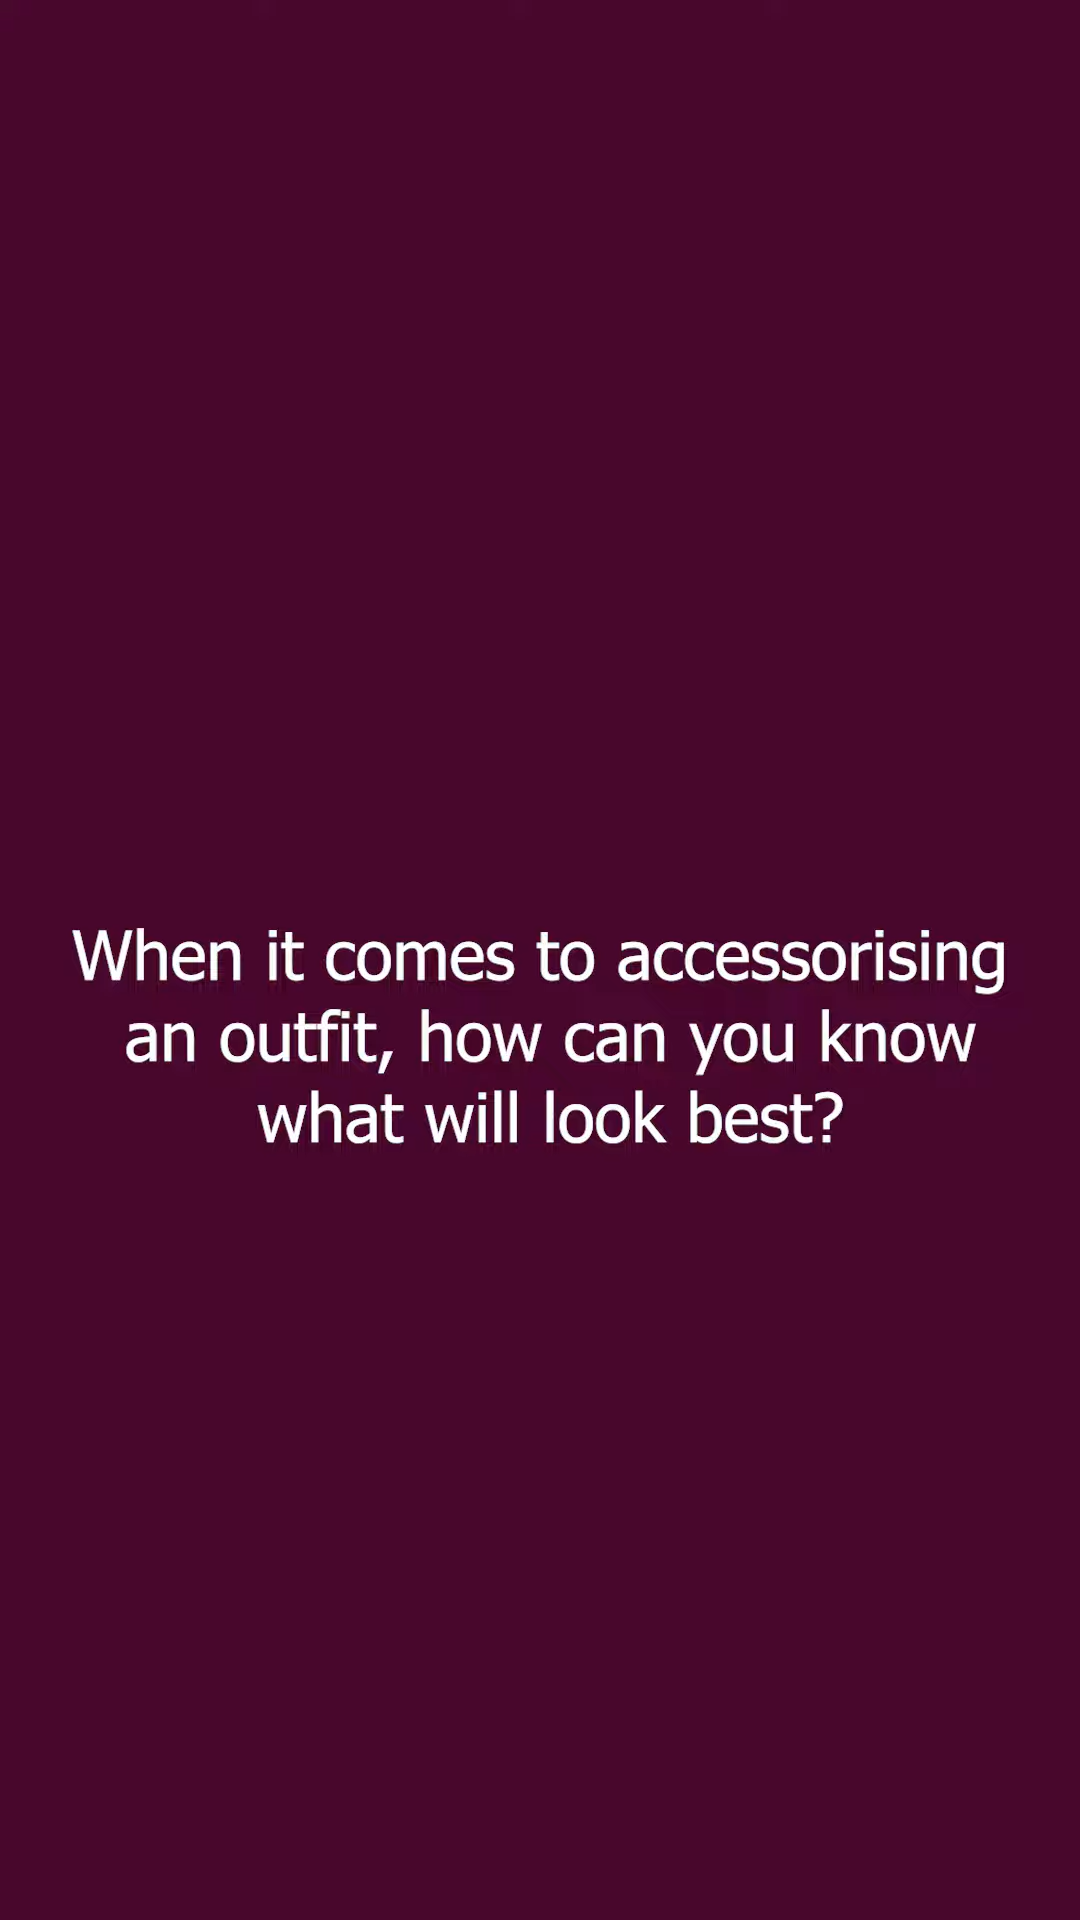 When it comes to accessorising
an outfit, how can you know
what will look best?